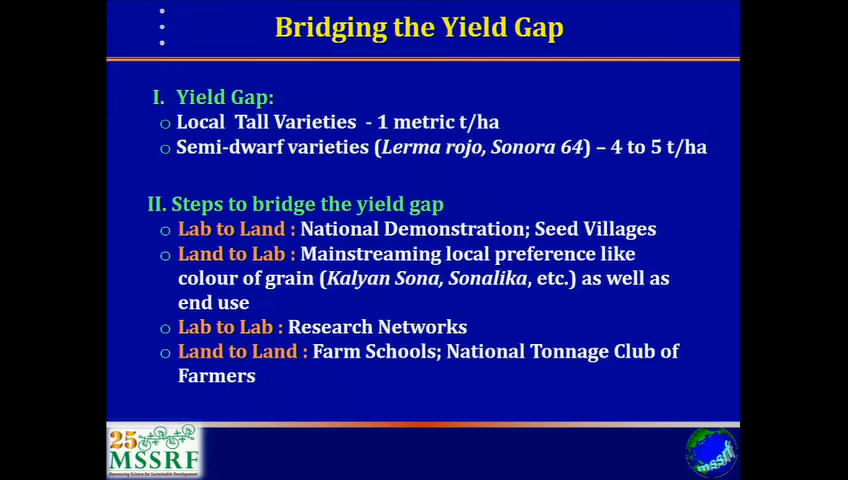 Bridging the Yield Gap
I. Yield Gap:
Local Tall Varieties - 1 metric t/ha
Semi-dwarf varieties (Lerma rojo, Sonora 64) – 4 to 5 t/ha
II. Steps to bridge the yield gap
Lab to Land : National Demonstration; Seed Villages
Land to Lab : Mainstreaming local preference like
colour of grain (Kalyan Sona, Sonalika, etc.) as well as
end use
Lab to Lab : Research Networks
Land to Land : Farm Schools; National Tonnage Club of
Farmers
25
MSSRF
mssrf